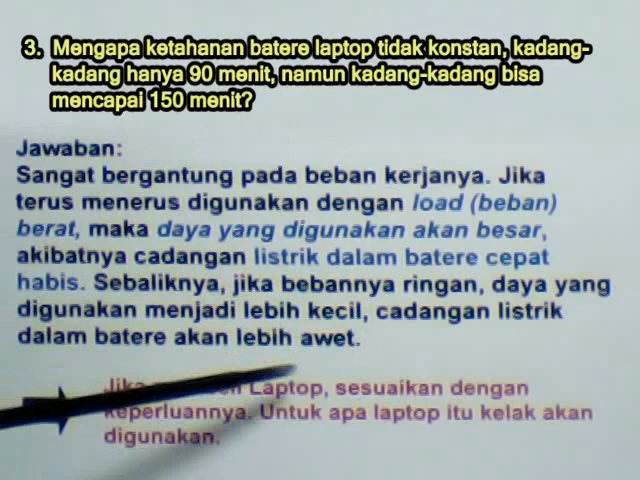 3. Mengapa ketahanan batere laptop tidak konstan, kadang-
kadang hanya 90 menit, namun kadang-kadang bisa
mencapai 150 menit?
Jawaban:
Sangat bergantung pada beban kerjanya. Jika
terus menerus digunakan dengan load (beban)
berat, maka daya yang digunakan akan besar,
akibatnya cadangan listrik dalam batere cepat
habis. Sebaliknya, jika bebannya ringan, daya yang
digunakan menjadi lebih kecil, cadangan listrik
dalam batere akan lebih awet.
Jika Laptop, sesuaikan dengan
keperluannya. Untuk apa laptop itu kelak akan
digunakan.